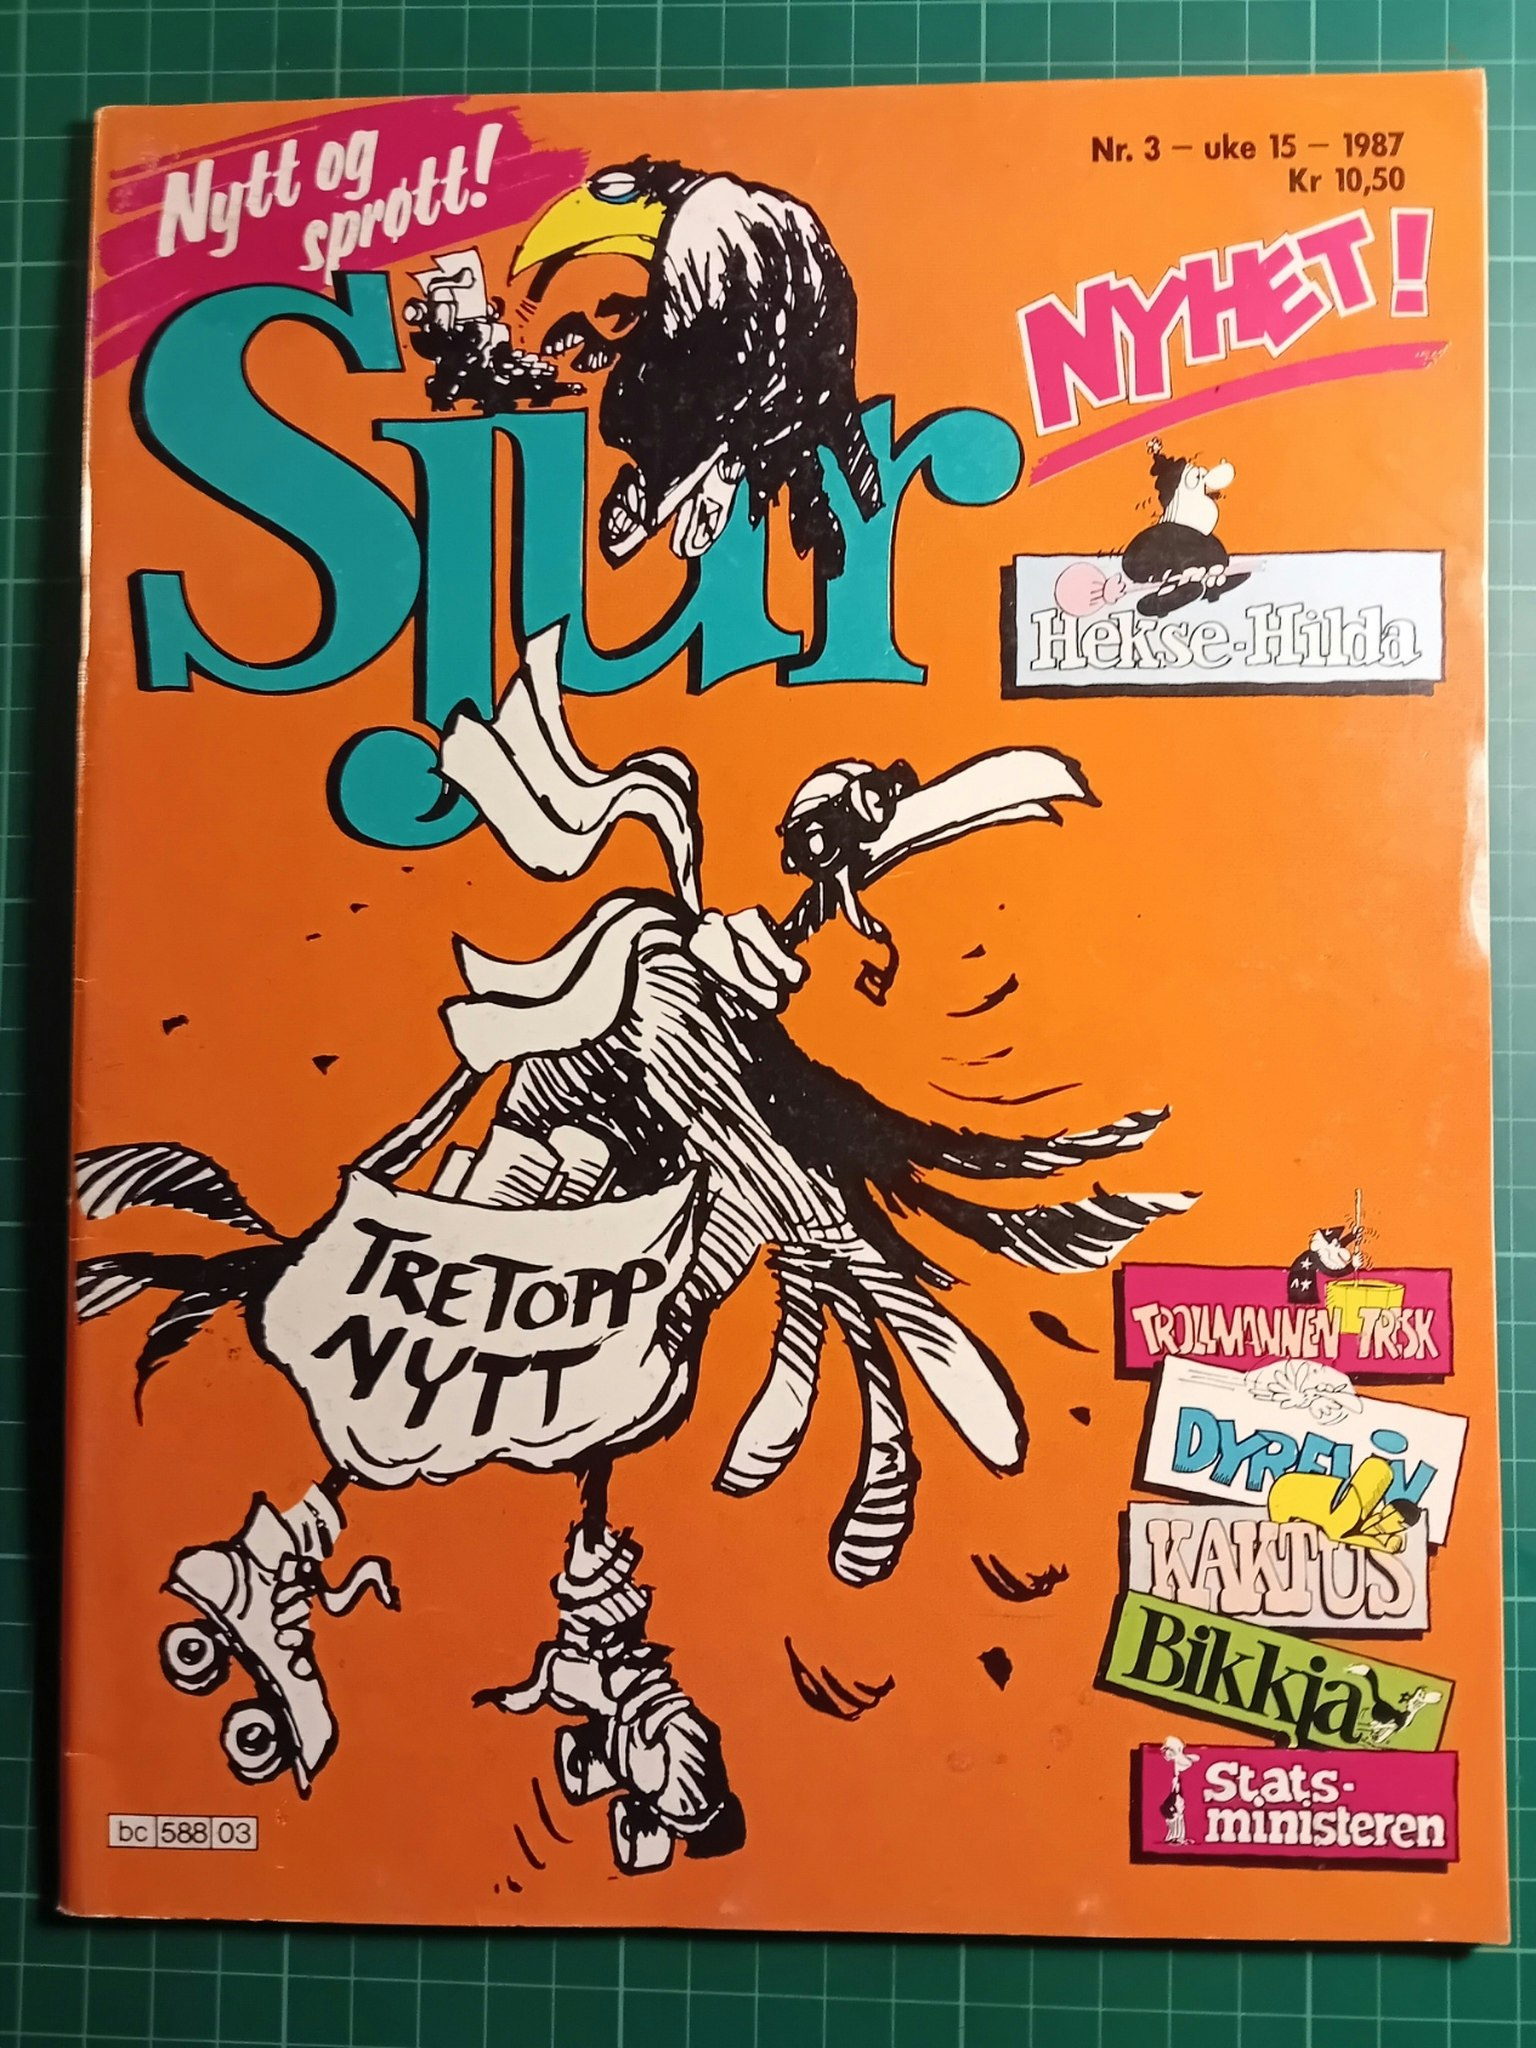 Nytt og
sprøtt!
Nr. 3 – uke 15 – 1987
Kr 10,50
Sjur
NYHET!
Hekse-Hilda
TRETOPP
NYTT
TROLLMANNEN TRISK
DYREliV
KAKTUS
Bikkja
Stats-
ministeren
bc 588 03